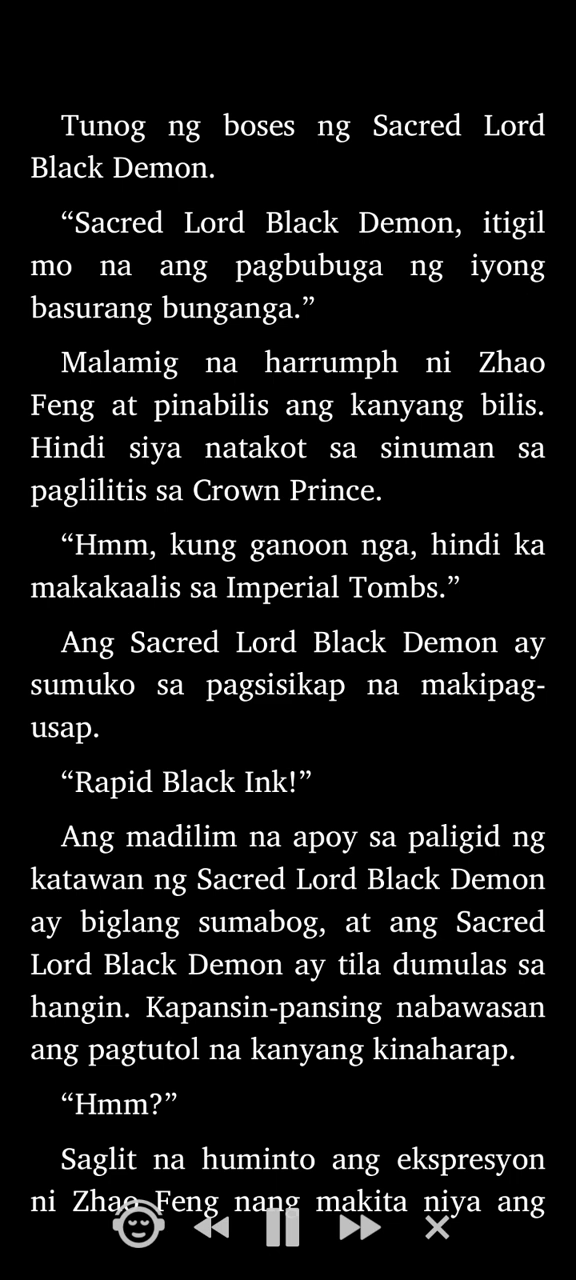 Tunog ng boses ng Sacred Lord
Black Demon.
“Sacred Lord Black Demon, itigil
mo na ang pagbubuga ng iyong
basurang bunganga.”
Malamig na harrumph ni Zhao
Feng at pinabilis ang kanyang bilis.
Hindi siya natakot sa sinuman sa
paglilitis sa Crown Prince.
“Hmm, kung ganoon nga, hindi ka
makakaalis sa Imperial Tombs.”
Ang Sacred Lord Black Demon ay
sumuko sa pagsisikap na makipag-
usap.
“Rapid Black Ink!”
Ang madilim na apoy sa paligid ng
katawan ng Sacred Lord Black Demon
ay biglang sumabog, at ang Sacred
Lord Black Demon ay tila dumulas sa
hangin. Kapansin-pansing nabawasan
ang pagtutol na kanyang kinaharap.
“Hmm?”
Saglit na huminto ang ekspresyon
ni Zhao Feng nang makita niya ang